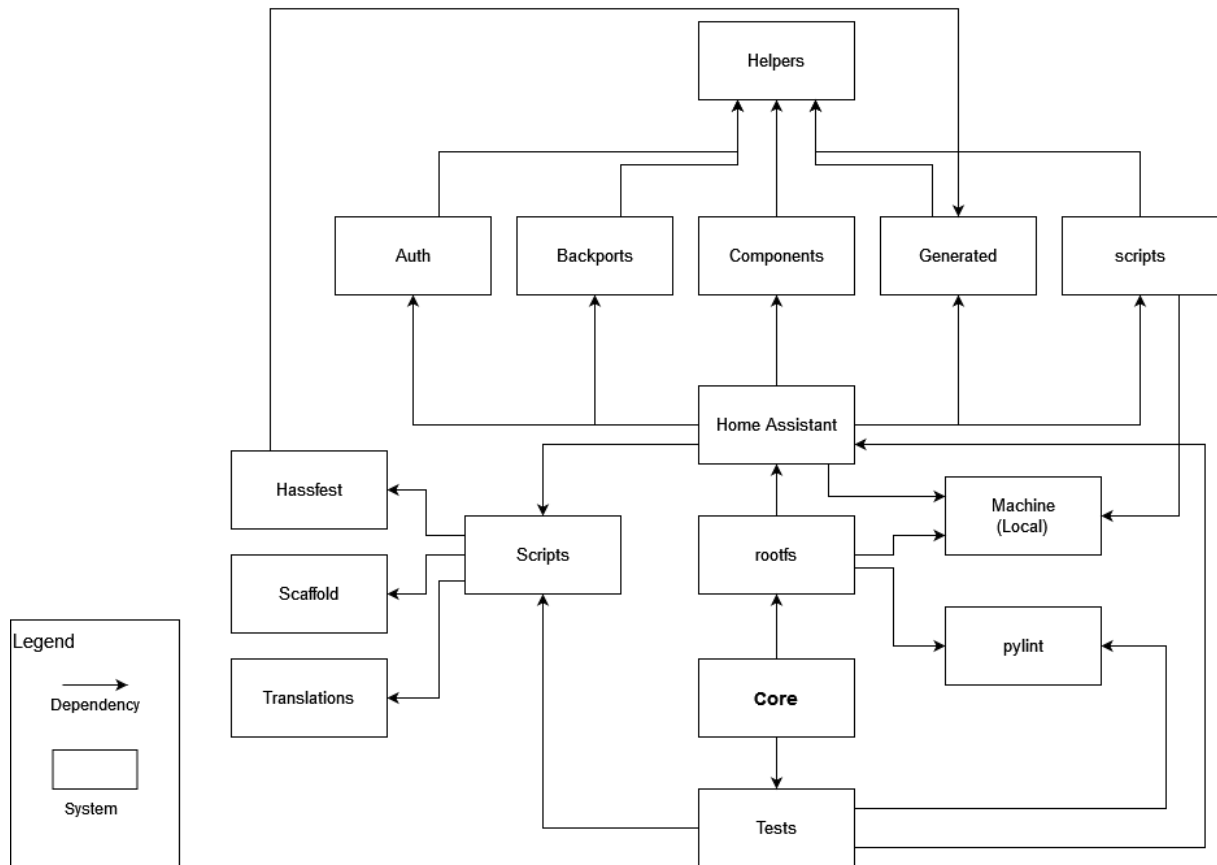 Helpers
Auth
Backports
Components
Generated
scripts
Home Assistant
Hassfest
Machine
(Local)
Scripts
rootfs
Scaffold
pylint
Legend
Translations
Core
Dependency
System
Tests